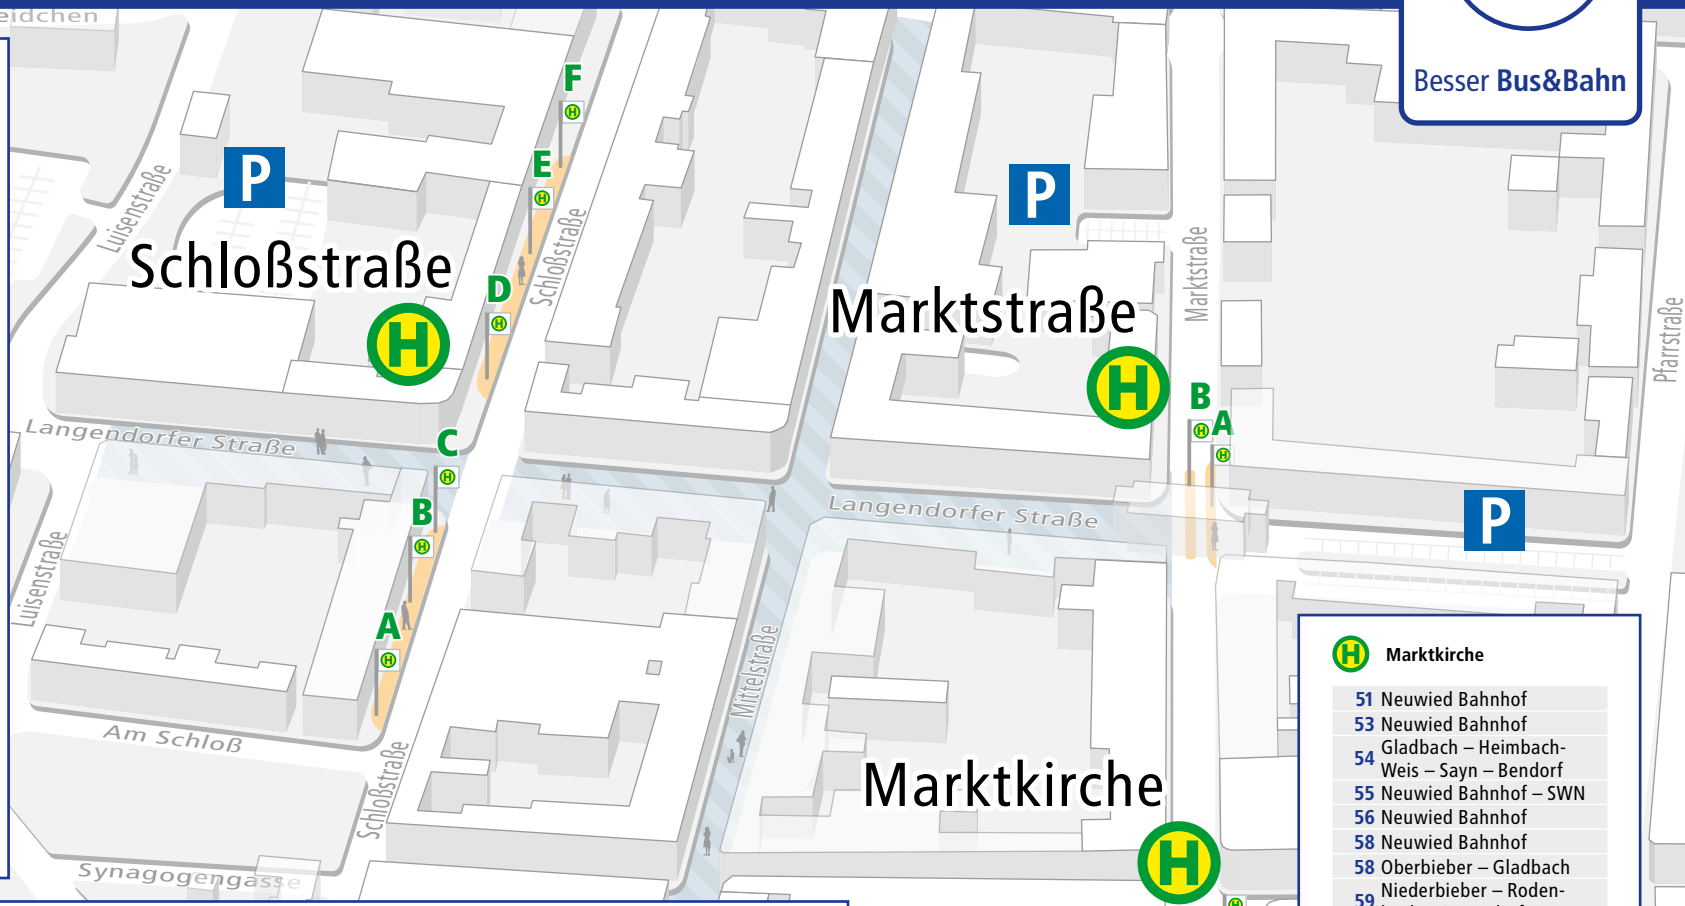 Besser Bus&Bahn
F
P
E
P
Luisenstraße
Schloßstraße
Schloßstraße
H
D
Marktstraße
Marktstraße
H
Pfarrstraße
B
A
Langendorfer Straße
C
B
Langendorfer Straße
P
Luisenstraße
A
Mittelstraße
Am Schloß
Schloßstraße
Synagogengasse
Marktkirche
H
H Marktkirche
51 Neuwied Bahnhof
53 Neuwied Bahnhof
54 Gladbach – Heimbach-
Weis – Sayn – Bendorf
55 Neuwied Bahnhof – SWN
56 Neuwied Bahnhof
58 Neuwied Bahnhof
58 Oberbieber – Gladbach
59 Niederbieber – Roden-